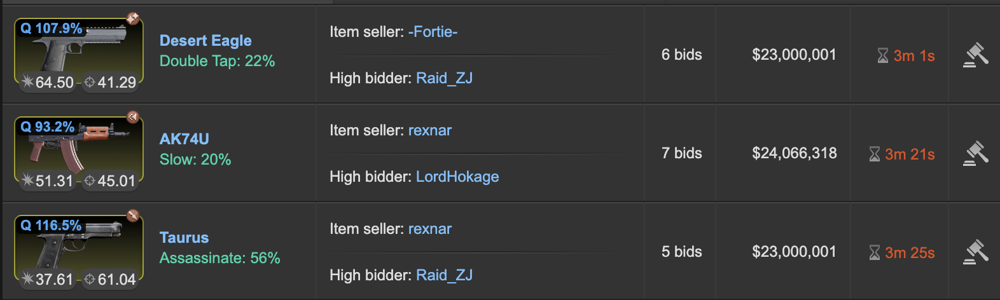 Q 107.9%
64.50 41.29
Desert Eagle
Double Tap: 22%
Item seller: -Fortie-
High bidder: Raid_ZJ
6 bids
$23,000,001
3m 1s
Q 93.2%
51.31 45.01
AK74U
Slow: 20%
Item seller: rexnar
High bidder: LordHokage
7 bids
$24,066,318
3m 21s
Q 116.5%
37.61 61.04
Taurus
Assassinate: 56%
Item seller: rexnar
High bidder: Raid_ZJ
5 bids
$23,000,001
3m 25s